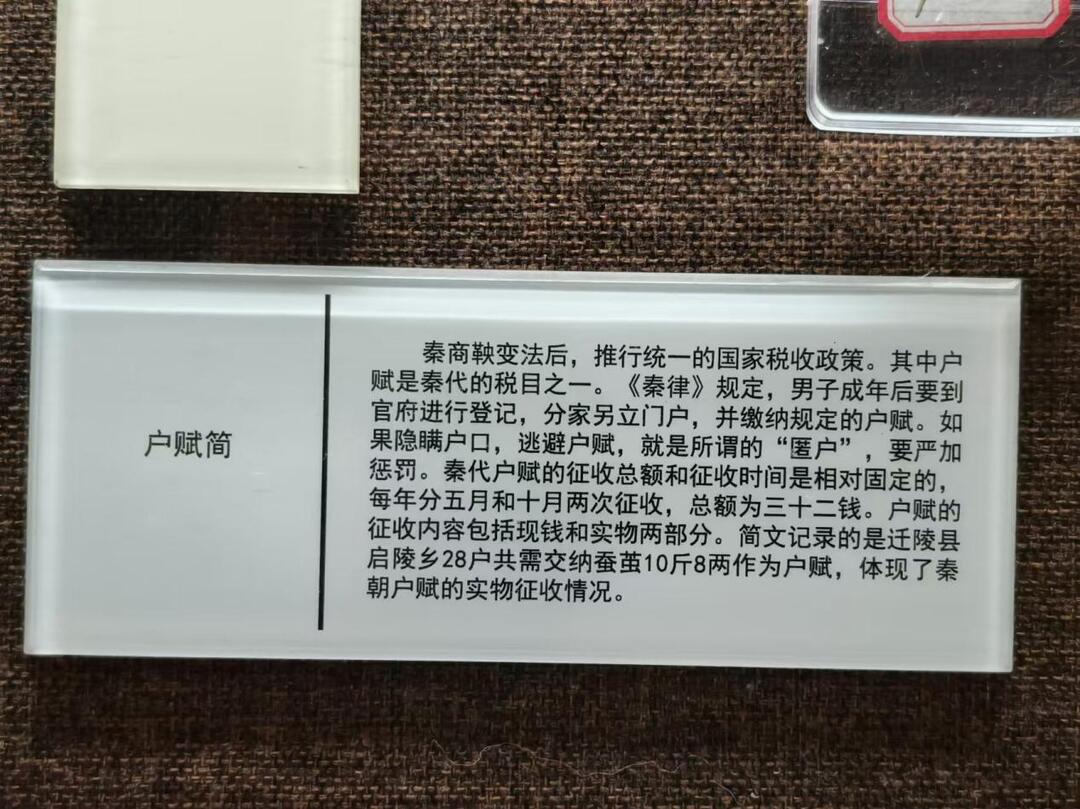 户赋简
秦商鞅变法后，推行统一的国家税收政策。其中户
赋是秦代的税目之一。《秦律》规定，男子成年后要到
官府进行登记，分家另立门户，并缴纳规定的户赋。如
果隐瞒户口，逃避户赋，就是所谓的“匿户”，要严加
惩罚。秦代户赋的征收总额和征收时间是相对固定的，
每年分五月和十月两次征收，总额为三十二钱。户赋的
征收内容包括现钱和实物两部分。简文记录的是迁陵县
启陵乡28户共需交纳蚕茧10斤8两作为户赋，体现了秦
朝户赋的实物征收情况。